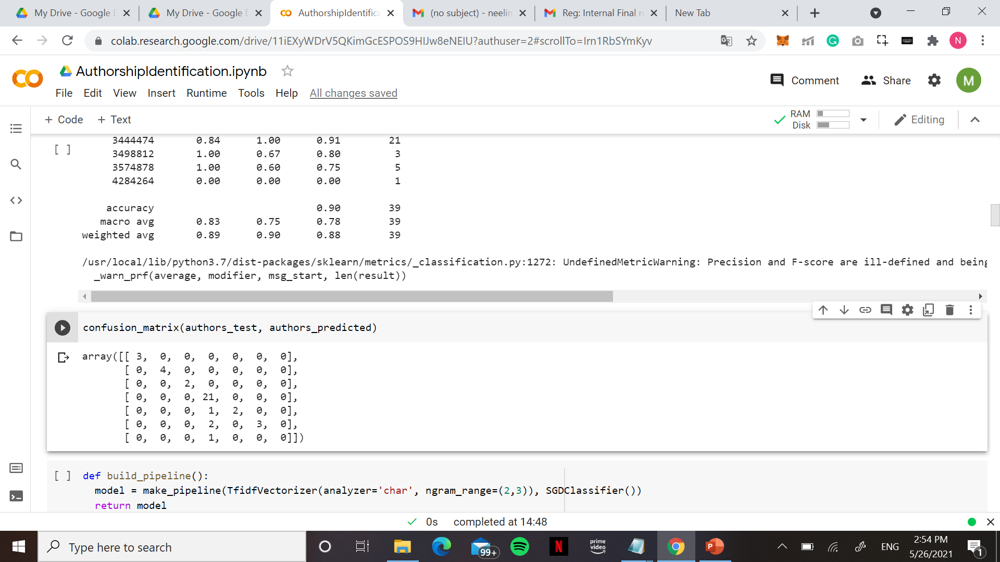 My Drive - Google D
My Drive - Google D
AuthorshipIdentifica
(no subject) - neelin
Reg: Internal Final r
New Tab
colab.research.google.com/drive/11iEXyWDrV5QKimGcESPOS9HIJw8eNEIU?authuser=2#scrollTo=Irn1RbSYmKyv
N
AuthorshipIdentification.ipynb
Comment
Share
M
File Edit View Insert Runtime Tools Help All changes saved
+ Code + Text
RAM
Disk
Editing
[ ]
3444474 0.84 1.00 0.91 21
3498812 1.00 0.67 0.80 3
3574878 1.00 0.60 0.75 5
4284264 0.00 0.00 0.00 1
accuracy 0.90 39
macro avg 0.83 0.75 0.78 39
weighted avg 0.89 0.90 0.88 39
/usr/local/lib/python3.7/dist-packages/sklearn/metrics/_classification.py:1272: UndefinedMetricWarning: Precision and F-score are ill-defined and being
_warn_prf(average, modifier, msg_start, len(result))
confusion_matrix(authors_test, authors_predicted)
array([[ 3, 0, 0, 0, 0, 0, 0],
[ 0, 4, 0, 0, 0, 0, 0],
[ 0, 0, 2, 0, 0, 0, 0],
[ 0, 0, 0, 21, 0, 0, 0],
[ 0, 0, 0, 1, 2, 0, 0],
[ 0, 0, 0, 2, 0, 3, 0],
[ 0, 0, 0, 1, 0, 0, 0]])
[ ] def build_pipeline():
model = make_pipeline(TfidfVectorizer(analyzer='char', ngram_range=(2,3)), SGDClassifier())
return model
0s completed at 14:48
Type here to search
99+
N
prime video
P
ENG
2:54 PM
5/26/2021
1